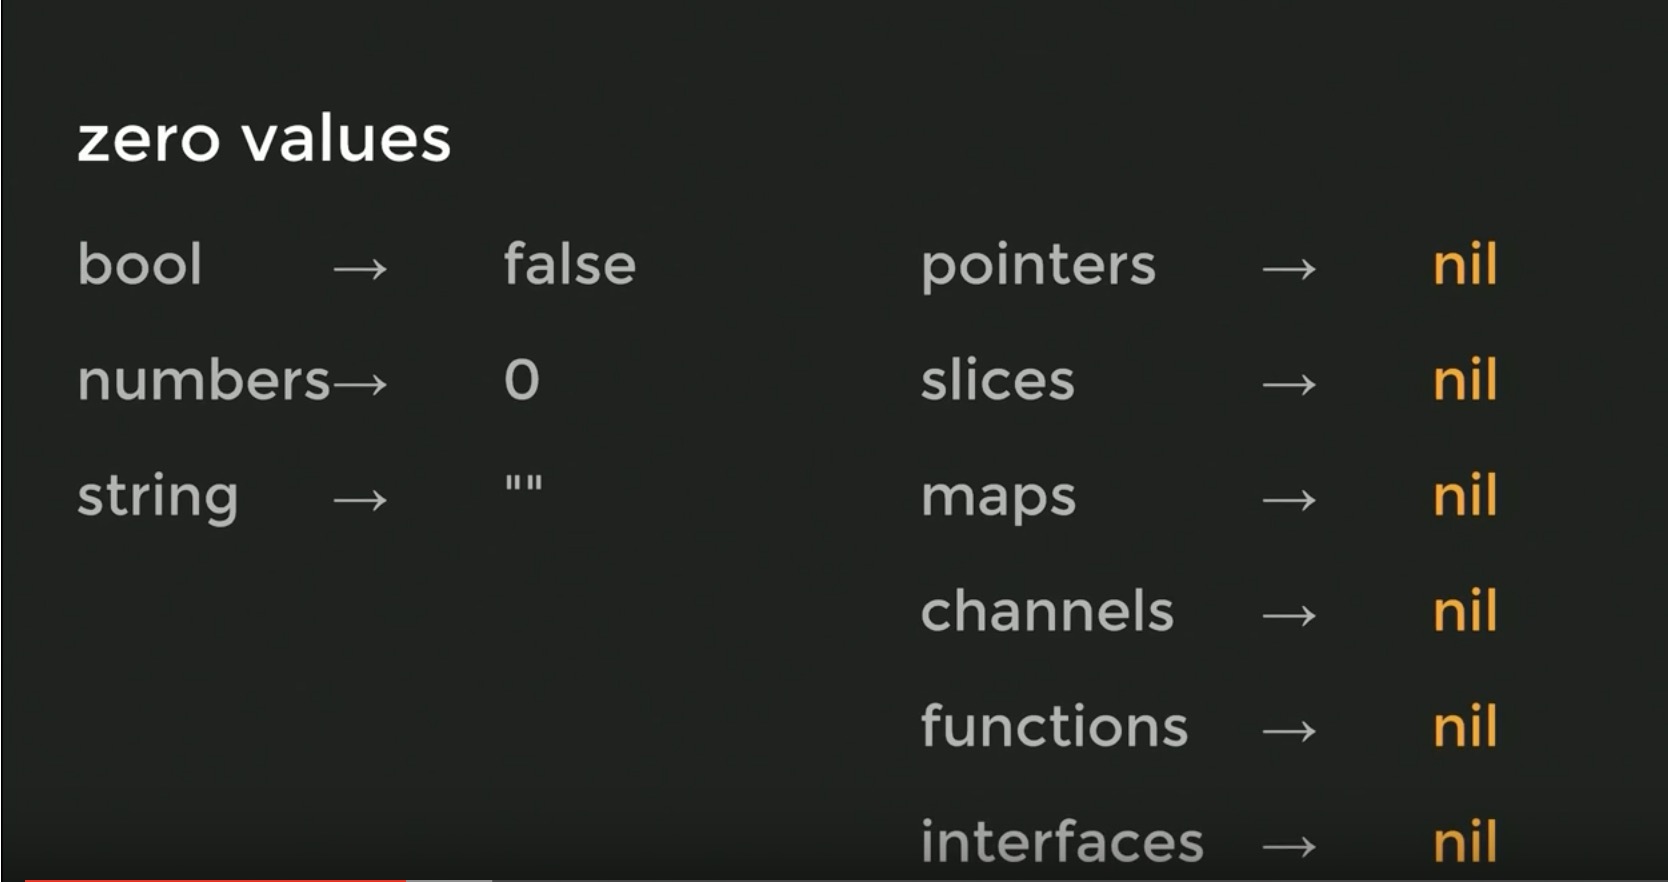 zero values
bool → false
numbers→ 0
string → ""
pointers → nil
slices → nil
maps → nil
channels → nil
functions → nil
interfaces → nil